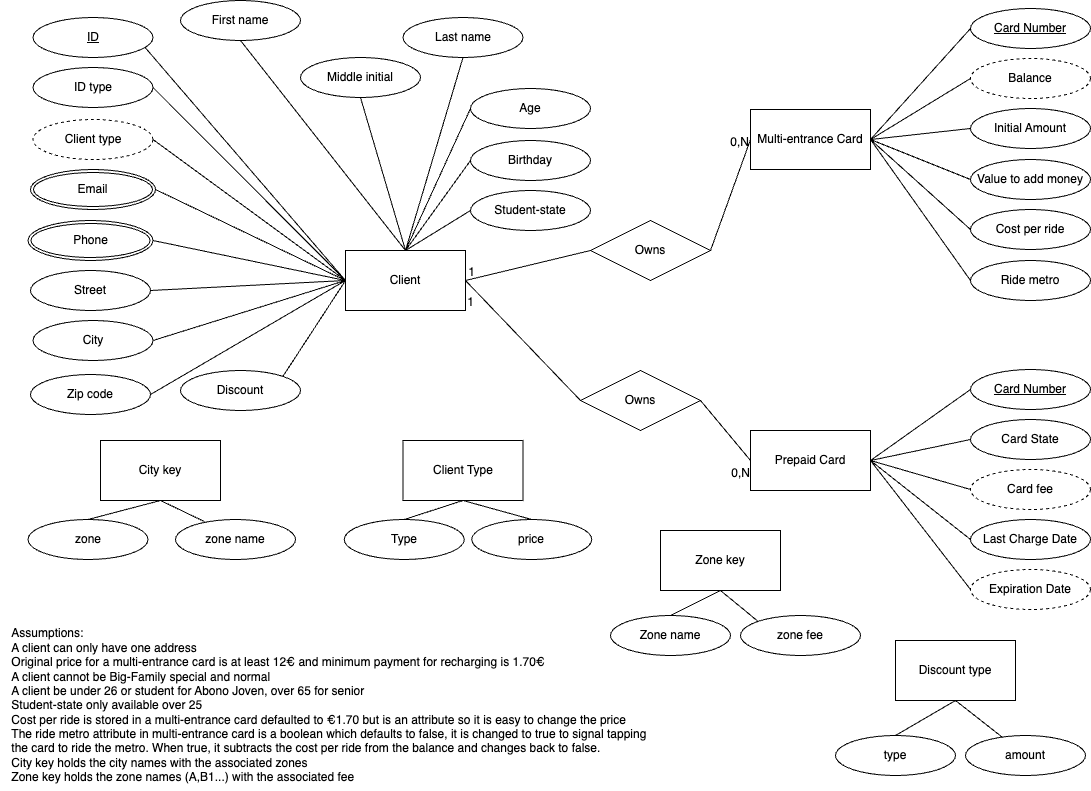 First name
ID
Last name
Card Number
Middle initial
ID type
Balance
Age
Client type
Initial Amount
0,N
Multi-entrance Card
Birthday
Value to add money
Email
Student-state
Cost per ride
Phone
Owns
1
Client
Ride metro
Street
1
City
Zip code
Discount
Owns
Card Number
Card State
City key
Client Type
0,N
Prepaid Card
Card fee
zone
zone name
Type
price
Last Charge Date
Zone key
Expiration Date
Zone name
zone fee
Discount type
type
amount
Assumptions:
A client can only have one address
Original price for a multi-entrance card is at least 12€ and minimum payment for recharging is 1.70€
A client cannot be Big-Family special and normal
A client be under 26 or student for Abono Joven, over 65 for senior
Student-state only available over 25
Cost per ride is stored in a multi-entrance card defaulted to €1.70 but is an attribute so it is easy to change the price
The ride metro attribute in multi-entrance card is a boolean which defaults to false, it is changed to true to signal tapping
the card to ride the metro. When true, it subtracts the cost per ride from the balance and changes back to false.
City key holds the city names with the associated zones
Zone key holds the zone names (A,B1...) with the associated fee